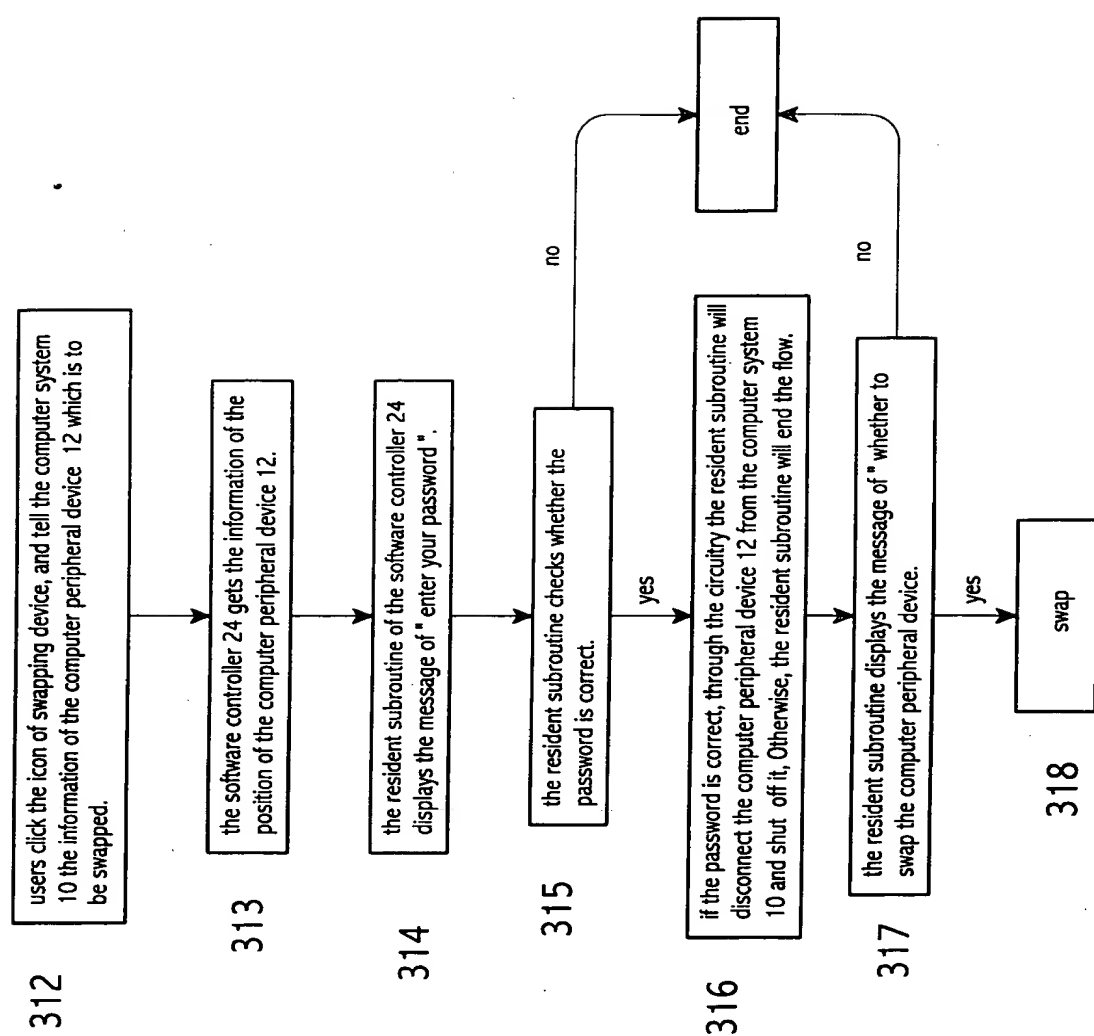 312
users click the icon of swapping device, and tell the computer system
10 the information of the computer peripheral device 12 which is to
be swapped.
313
the software controller 24 gets the information of the
position of the computer peripheral device 12.
314
the resident subroutine of the software controller 24
displays the message of " enter your password ".
315
the resident subroutine checks whether the
password is correct.
no
yes
end
316
if the password is correct, through the circuitry the resident subroutine will
disconnect the computer peripheral device 12 from the computer system
10 and shut off it, Otherwise, the resident subroutine will end the flow.
317
the resident subroutine displays the message of " whether to
swap the computer peripheral device.
no
yes
318
swap